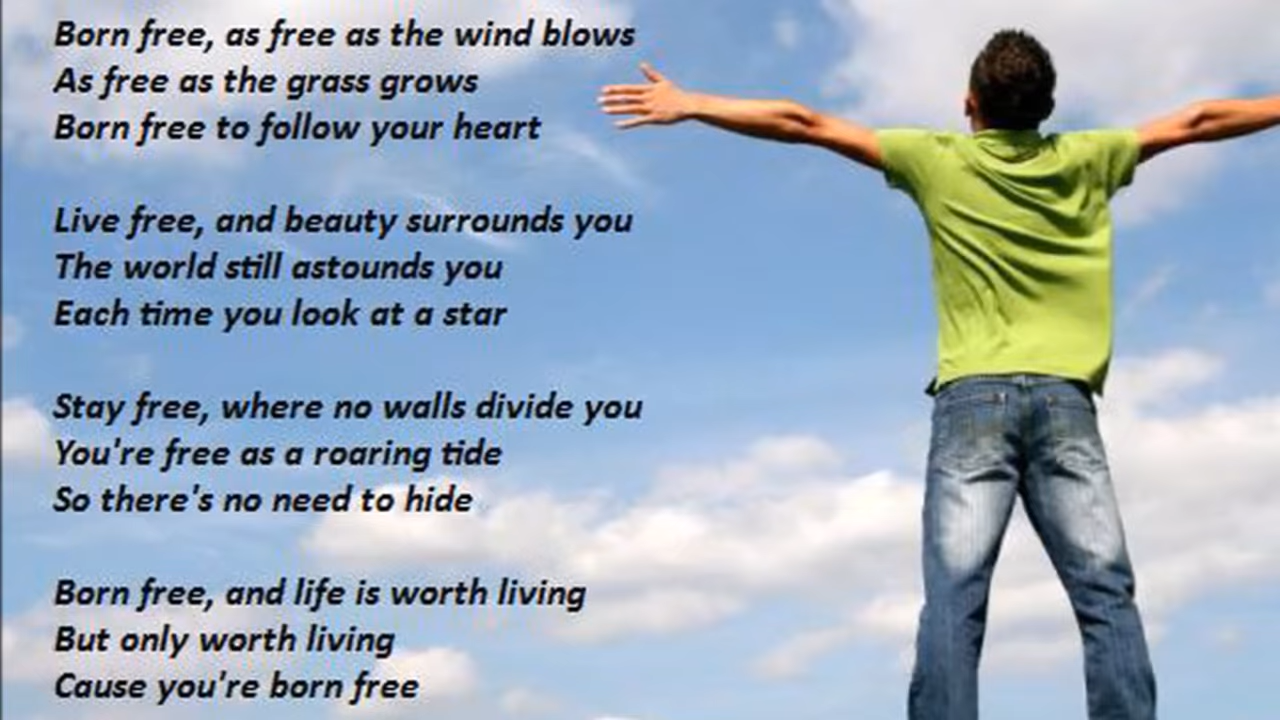 Born free, as free as the wind blows
As free as the grass grows
Born free to follow your heart
Live free, and beauty surrounds you
The world still astounds you
Each time you look at a star
Stay free, where no walls divide you
You're free as a roaring tide
So there's no need to hide
Born free, and life is worth living
But only worth living
Cause you're born free